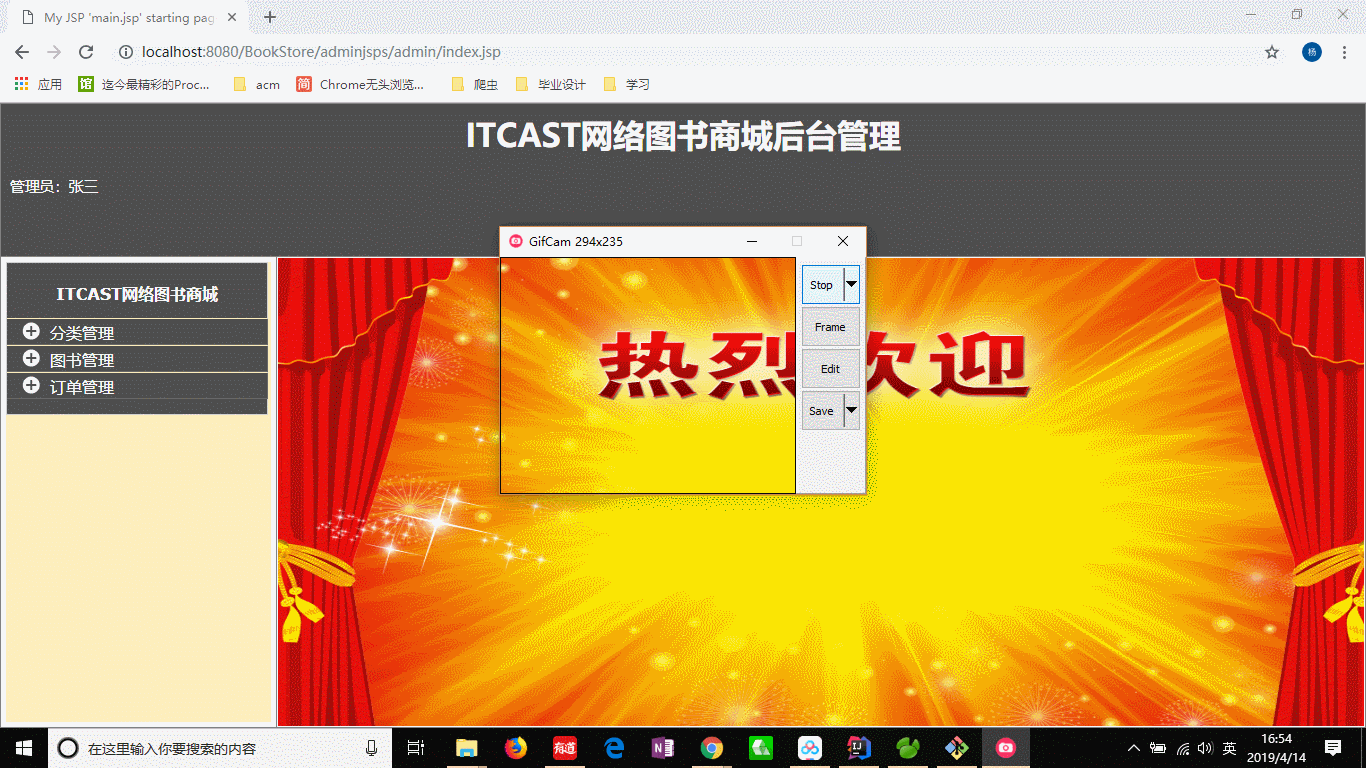 My JSP 'main.jsp' starting pag
localhost:8080/BookStore/adminjsps/admin/index.jsp
杨
应用 馆 迄今最精彩的Proc... acm 简 Chrome无头浏览... 爬虫 毕业设计 学习
ITCAST网络图书商城后台管理
管理员：张三
GifCam 294x235
ITCAST网络图书商城
分类管理
图书管理
订单管理
Stop
Frame
Edit
Save
热烈欢迎
在这里输入你要搜索的内容
有道
英
16:54
2019/4/14